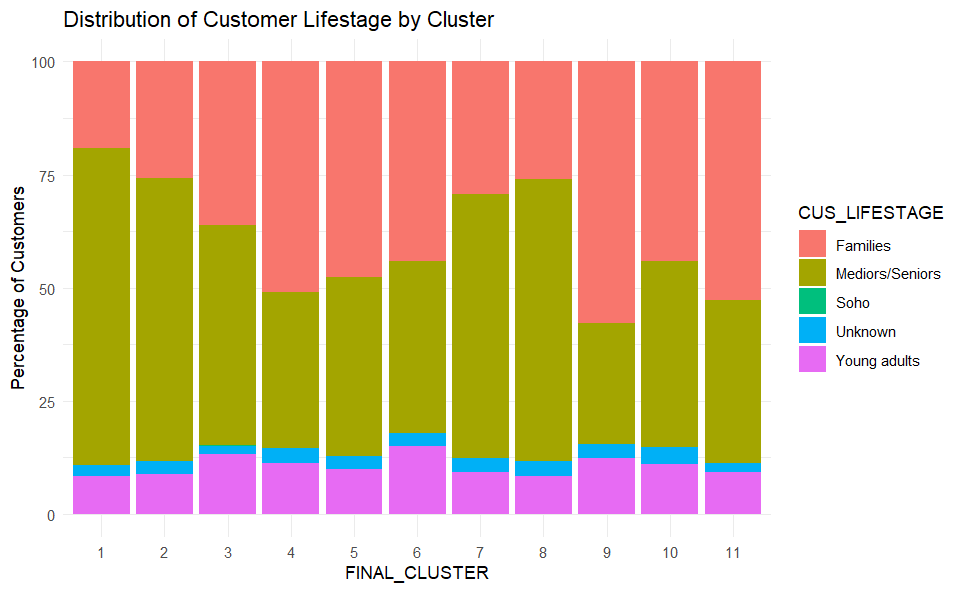 Distribution of Customer Lifestage by Cluster
Percentage of Customers
100
75
50
25
0
1 2 3 4 5 6 7 8 9 10 11
FINAL_CLUSTER
CUS_LIFESTAGE
Families
Mediors/Seniors
Soho
Unknown
Young adults